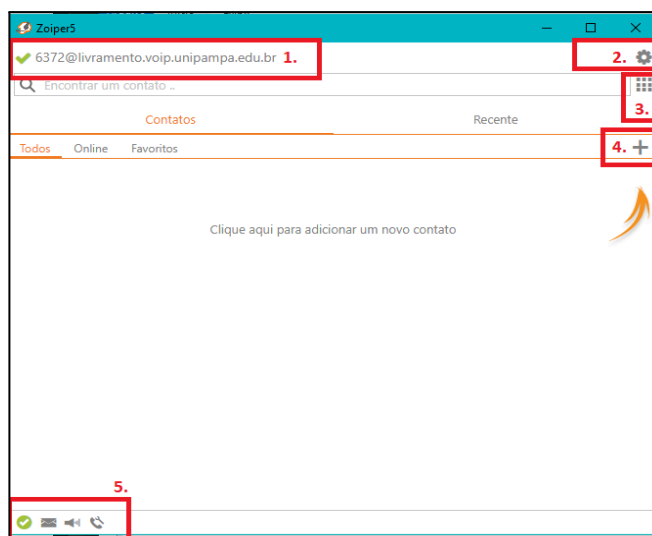 Zoiper5
6372@livramento.voip.unipampa.edu.br 1.
2.
Encontrar um contato ..
3.
Contatos Recente
Todos Online Favoritos
4.
Clique aqui para adicionar um novo contato
5.